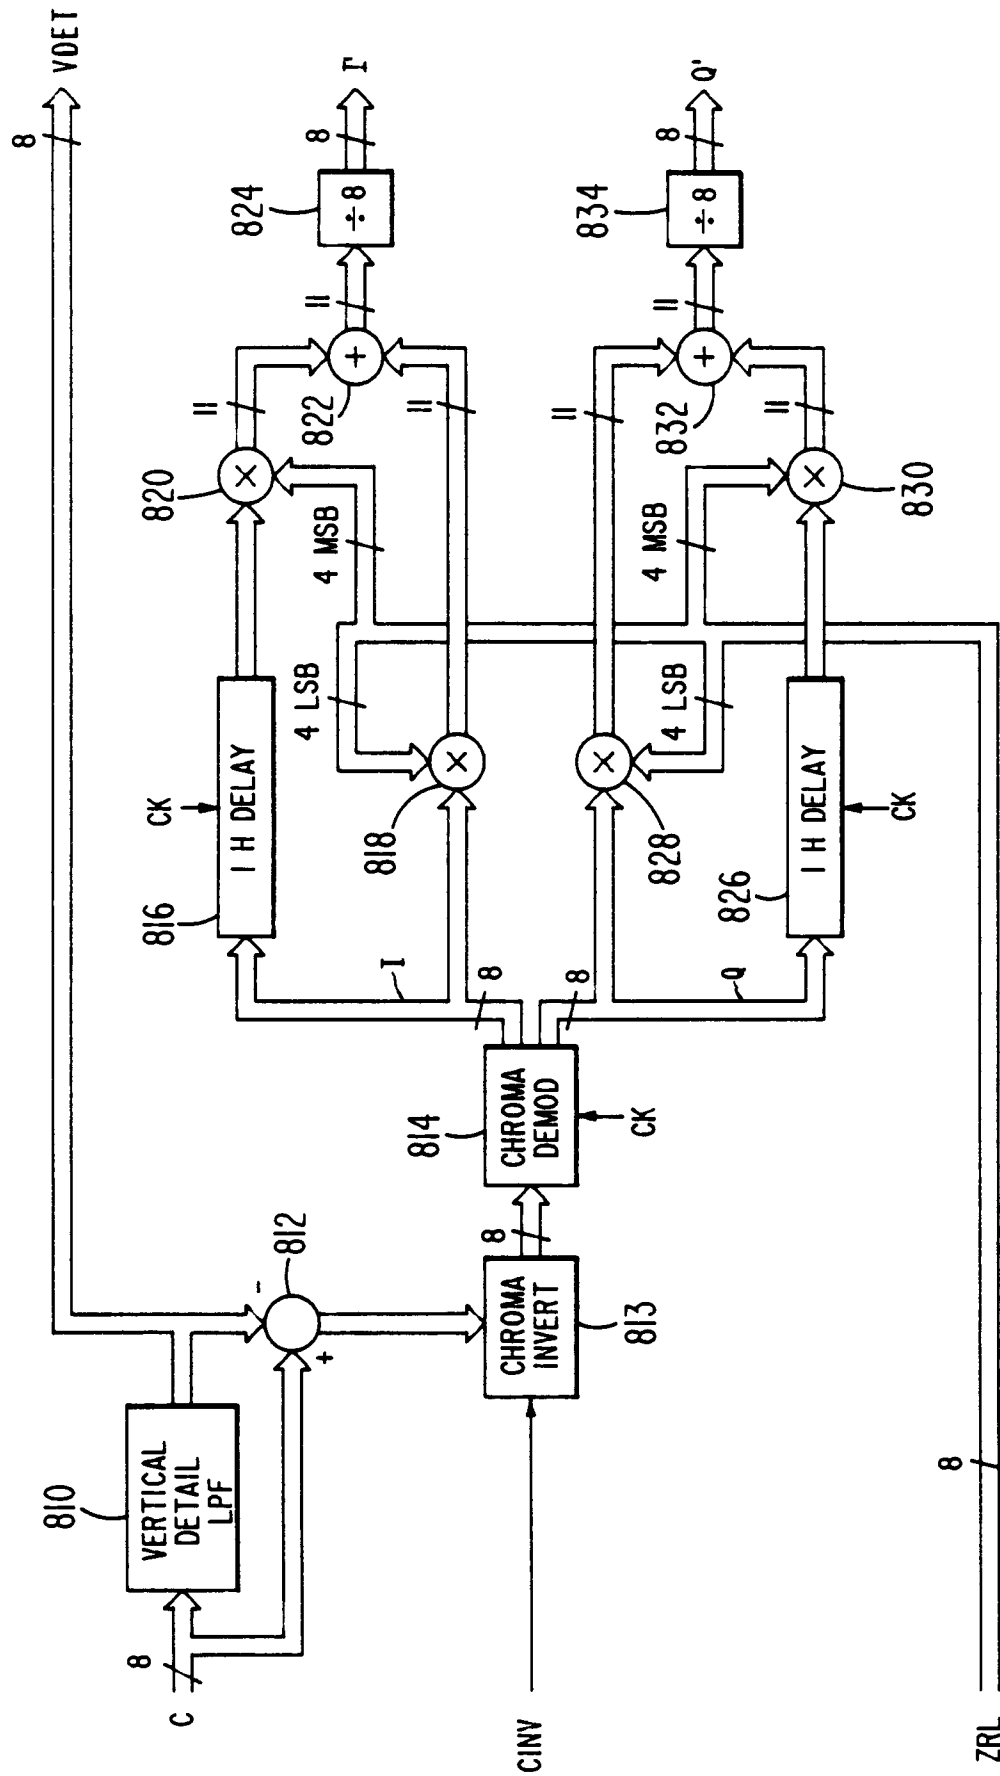 C
8
810
VERTICAL
DETAIL
LPF
8
VDET
-
+
812
CINV
CHROMA
INVERT
813
8
CHROMA
DEMOD
814
CK
8
8
I
Q
816
1 H DELAY
CK
818
×
4 LSB
4 MSB
820
×
11
11
822
+
11
824
÷8
8
I'
828
×
4 LSB
826
1 H DELAY
CK
4 MSB
830
×
11
11
832
+
11
834
÷8
8
Q'
ZRL
8